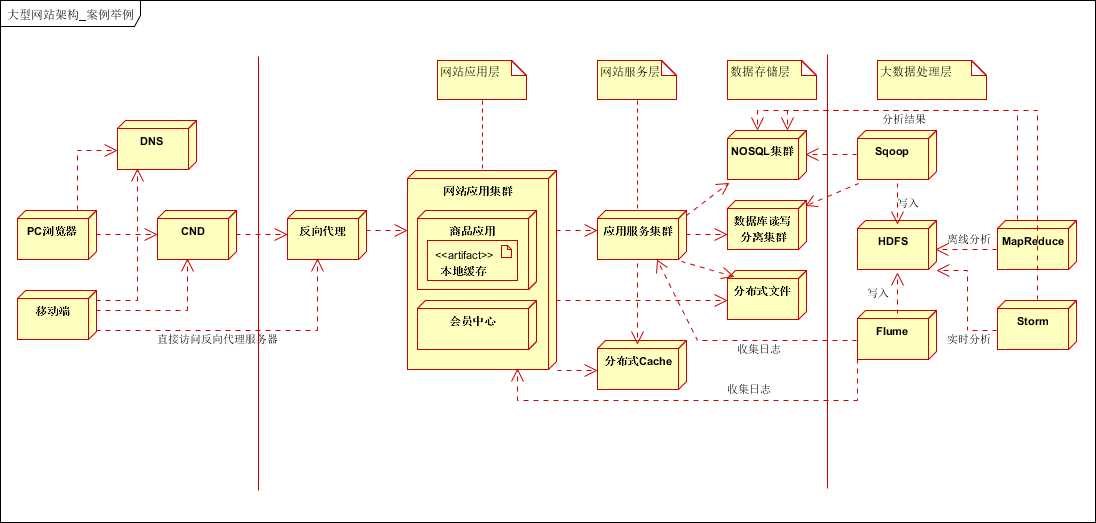 大型网站架构_案例举例
网站应用层
网站服务层
数据存储层
大数据处理层
分析结果
DNS
NOSQL集群
Sqoop
网站应用集群
写入
PC浏览器
CND
反向代理
商品应用
应用服务集群
数据库读写
分离集群
HDFS
离线分析
MapReduce
<<artifact>>
本地缓存
移动端
分布式文件
写入
会员中心
Flume
Storm
直接访问反向代理服务器
实时分析
收集日志
分布式Cache
收集日志